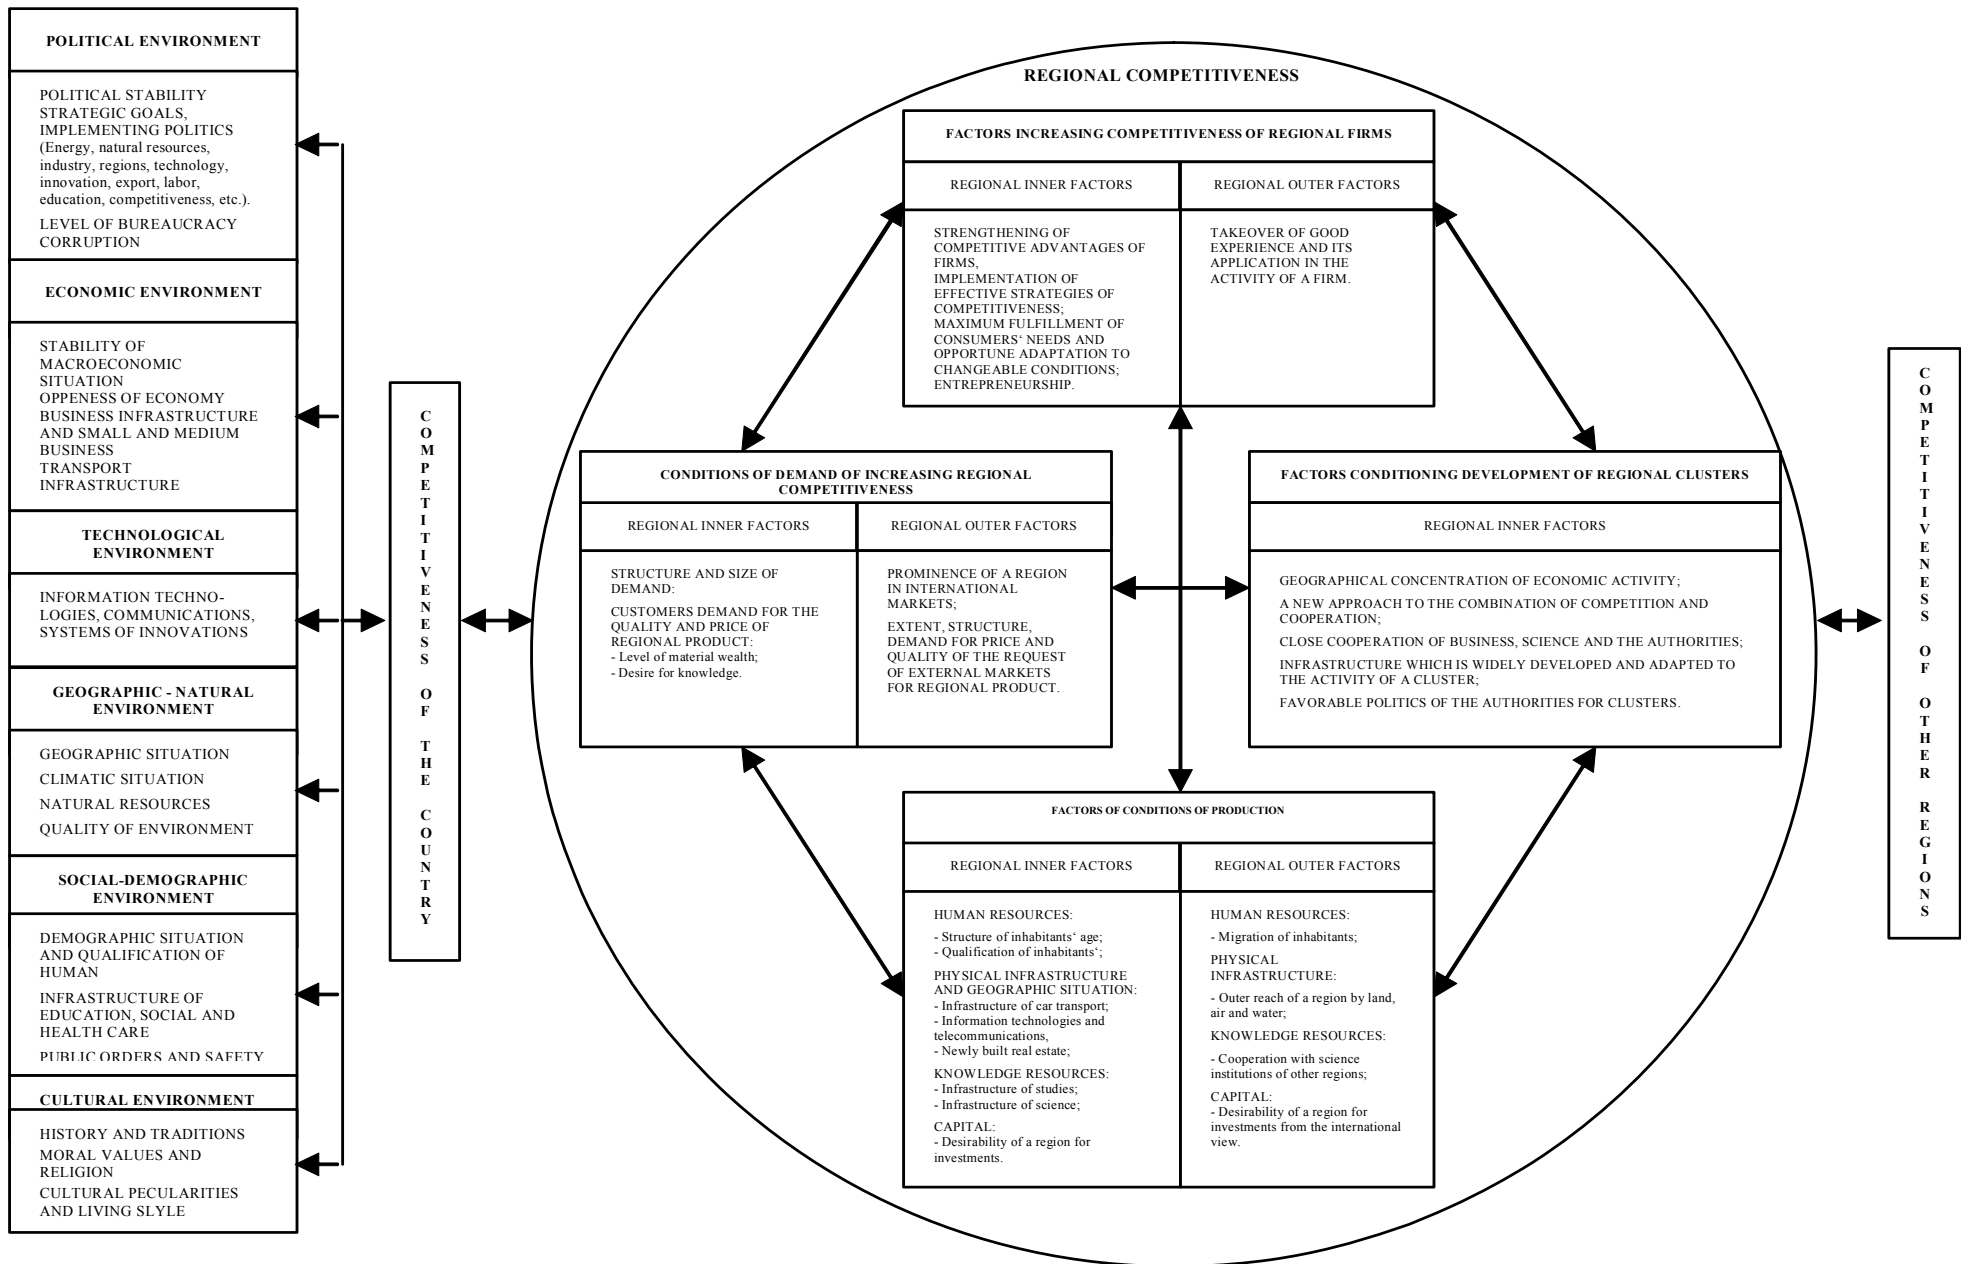 POLITICAL ENVIRONMENT
POLITICAL STABILITY
STRATEGIC GOALS,
IMPLEMENTING POLITICS
(Energy, natural resources,
industry, regions, technology,
innovation, export, labor,
education, competitiveness, etc.).
LEVEL OF BUREAUCRACY
CORRUPTION
ECONOMIC ENVIRONMENT
STABILITY OF
MACROECONOMIC
SITUATION
OPPENESS OF ECONOMY
BUSINESS INFRASTRUCTURE
AND SMALL AND MEDIUM
BUSINESS
TRANSPORT
INFRASTRUCTURE
TECHNOLOGICAL
ENVIRONMENT
INFORMATION TECHNO-
LOGIES, COMMUNICATIONS,
SYSTEMS OF INNOVATIONS
GEOGRAPHIC - NATURAL
ENVIRONMENT
GEOGRAPHIC SITUATION
CLIMATIC SITUATION
NATURAL RESOURCES
QUALITY OF ENVIRONMENT
SOCIAL-DEMOGRAPHIC
ENVIRONMENT
DEMOGRAPHIC SITUATION
AND QUALIFICATION OF
HUMAN
INFRASTRUCTURE OF
EDUCATION, SOCIAL AND
HEALTH CARE
PUBLIC ORDERS AND SAFETY
CULTURAL ENVIRONMENT
HISTORY AND TRADITIONS
MORAL VALUES AND
RELIGION
CULTURAL PECULARITIES
AND LIVING SLYLE
COMPETITIVENESS OF THE COUNTRY
REGIONAL COMPETITIVENESS
FACTORS INCREASING COMPETITIVENESS OF REGIONAL FIRMS
REGIONAL INNER FACTORS
STRENGTHENING OF
COMPETITIVE ADVANTAGES OF
FIRMS,
IMPLEMENTATION OF
EFFECTIVE STRATEGIES OF
COMPETITIVENESS;
MAXIMUM FULFILLMENT OF
CONSUMERS‘ NEEDS AND
OPPORTUNE ADAPTATION TO
CHANGEABLE CONDITIONS;
ENTREPRENEURSHIP.
REGIONAL OUTER FACTORS
TAKEOVER OF GOOD
EXPERIENCE AND ITS
APPLICATION IN THE
ACTIVITY OF A FIRM.
CONDITIONS OF DEMAND OF INCREASING REGIONAL
COMPETITIVENESS
REGIONAL INNER FACTORS
STRUCTURE AND SIZE OF
DEMAND:
CUSTOMERS DEMAND FOR THE
QUALITY AND PRICE OF
REGIONAL PRODUCT:
- Level of material wealth;
- Desire for knowledge.
REGIONAL OUTER FACTORS
PROMINENCE OF A REGION
IN INTERNATIONAL
MARKETS;
EXTENT, STRUCTURE,
DEMAND FOR PRICE AND
QUALITY OF THE REQUEST
OF EXTERNAL MARKETS
FOR REGIONAL PRODUCT.
FACTORS CONDITIONING DEVELOPMENT OF REGIONAL CLUSTERS
REGIONAL INNER FACTORS
GEOGRAPHICAL CONCENTRATION OF ECONOMIC ACTIVITY;
A NEW APPROACH TO THE COMBINATION OF COMPETITION AND
COOPERATION;
CLOSE COOPERATION OF BUSINESS, SCIENCE AND THE AUTHORITIES;
INFRASTRUCTURE WHICH IS WIDELY DEVELOPED AND ADAPTED TO
THE ACTIVITY OF A CLUSTER;
FAVORABLE POLITICS OF THE AUTHORITIES FOR CLUSTERS.
FACTORS OF CONDITIONS OF PRODUCTION
REGIONAL INNER FACTORS
HUMAN RESOURCES:
- Structure of inhabitants‘ age;
- Qualification of inhabitants‘;
PHYSICAL INFRASTRUCTURE
AND GEOGRAPHIC SITUATION:
- Infrastructure of car transport;
- Information technologies and
telecommunications,
- Newly built real estate;
KNOWLEDGE RESOURCES:
- Infrastructure of studies;
- Infrastructure of science;
CAPITAL:
- Desirability of a region for
investments.
REGIONAL OUTER FACTORS
HUMAN RESOURCES:
- Migration of inhabitants;
PHYSICAL
INFRASTRUCTURE:
- Outer reach of a region by land,
air and water;
KNOWLEDGE RESOURCES:
- Cooperation with science
institutions of other regions;
CAPITAL:
- Desirability of a region for
investments from the international
view.
COMPETITIVENESS OF OTHER REGIONS